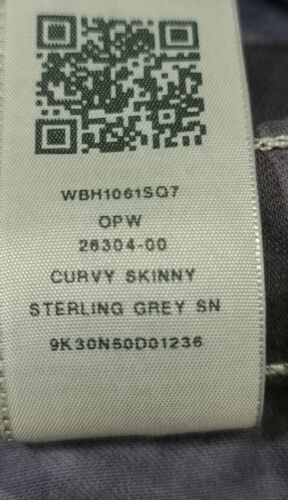 WBH1061SQ7
OPW
26304-00
CURVY SKINNY
STERLING GREY SN
9K30N50D01236